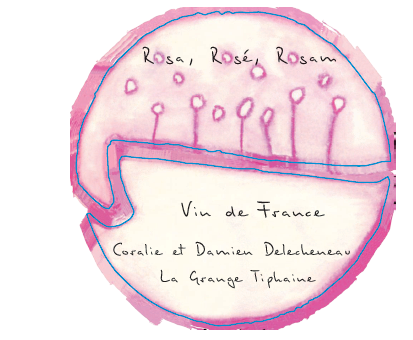 Rosa, Rosé, Rosam
Vin de France
Coralie et Damien Delecheneau
La Grange Tiphaine